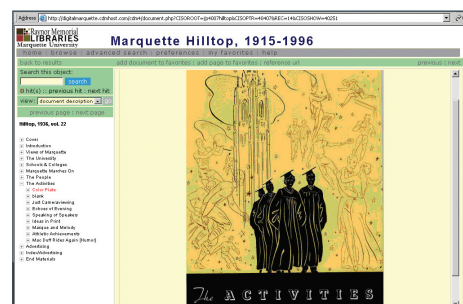 Address http://digitalmarquette.cdmhost.com/cdm4/document.php?CISOROOT=/p4007hilltop&CISOPTR=40407&REC=14&CISOSHOW=40251
Raynor Memorial
LIBRARIES
Marquette University
Marquette Hilltop, 1915-1996
home : browse : advanced search : preferences : my favorites : help
back to results
add document to favorites : add page to favorites : reference url
previous : next
Search this object:
search
0 hit(s) :: previous hit : next hit
view: document description go
previous page : next page
Hilltop, 1936, vol. 22
Cover
Introduction
Views of Marquette
The University
Schools & Colleges
Marquette Marches On
The People
The Activities
Color Plate
blank
Just Cameraviewing
Echoes of Evening
Speaking of Speakers
Ideas in Print
Masque and Melody
Athletic Achievements
Mac Duff Rides Again [Humor]
Advertising
Index/Advertising
End Materials
The ACTIVITIES